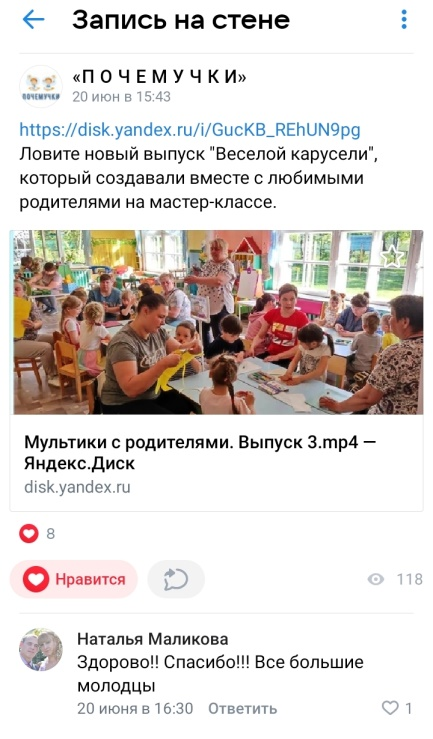 Запись на стене
ПОЧЕМУЧКИ
«П О Ч Е М У Ч К И»
20 июн в 15:43
https://disk.yandex.ru/i/GucKB_REhUN9pg
Ловите новый выпуск "Веселой карусели",
который создавали вместе с любимыми
родителями на мастер-классе.
Мультики с родителями. Выпуск 3.mp4 —
Яндекс.Диск
disk.yandex.ru
8
Нравится
118
Наталья Маликова
Здорово!! Спасибо!!! Все большие
молодцы
20 июня в 16:30 Ответить
1